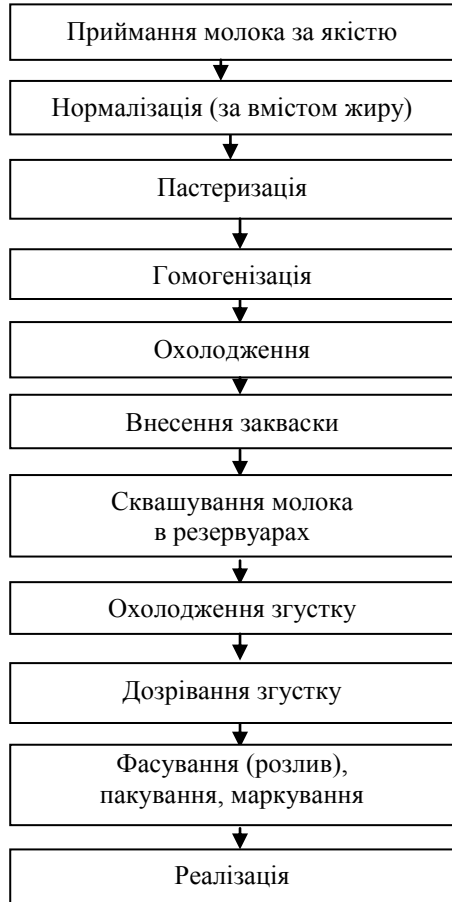 Приймання молока за якістю
Нормалізація (за вмістом жиру)
Пастеризація
Гомогенізація
Охолодження
Внесення закваски
Сквашування молока
в резервуарах
Охолодження згустку
Дозрівання згустку
Фасування (розлив),
пакування, маркування
Реалізація